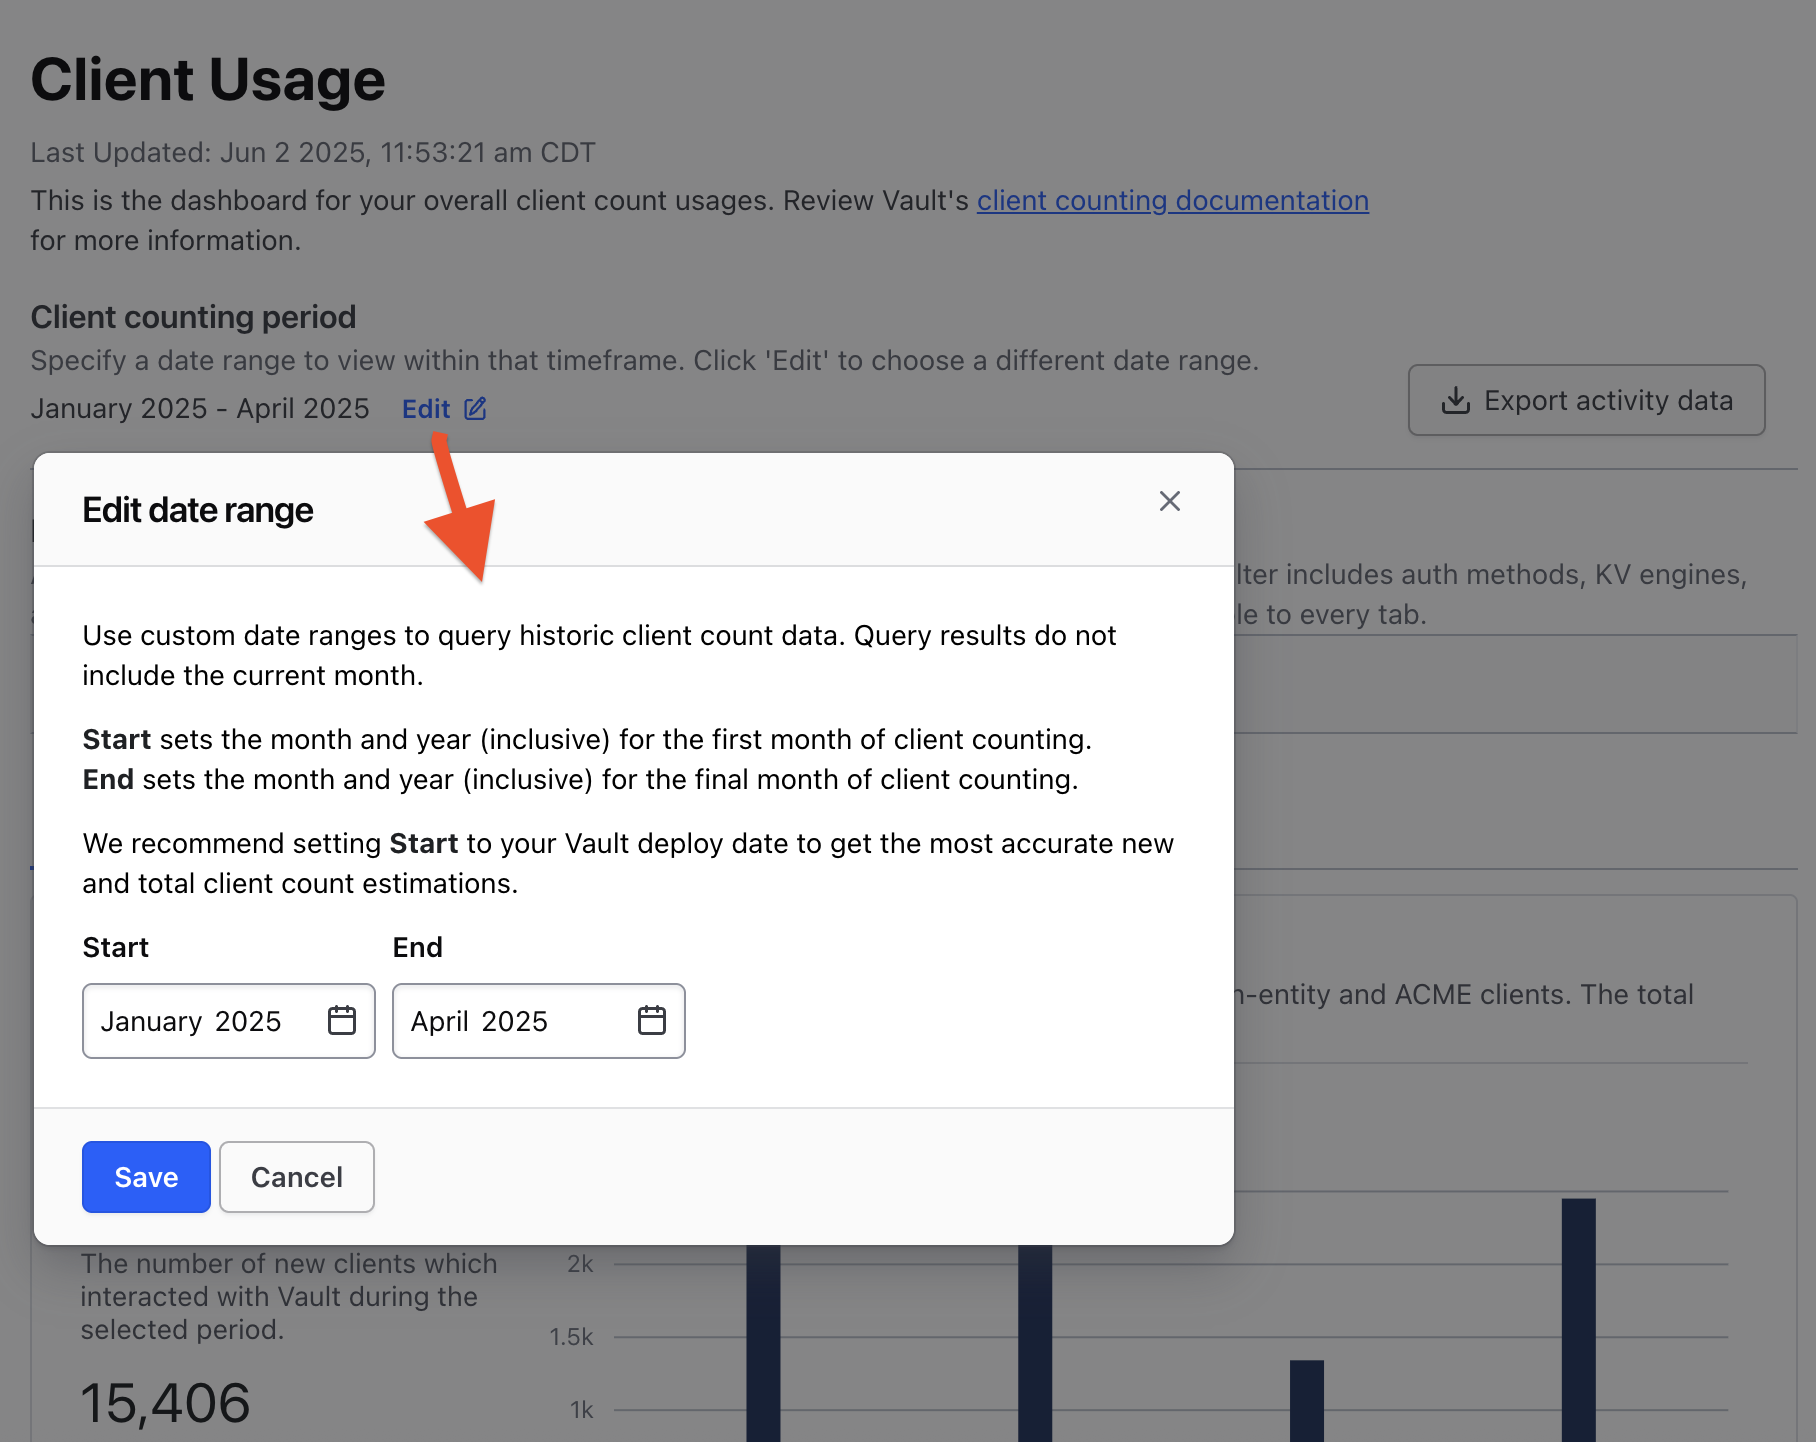 Client Usage
Last Updated: Jun 2 2025, 11:53:21 am CDT
This is the dashboard for your overall client count usages. Review Vault's client counting documentation
for more information.
Client counting period
Specify a date range to view within that timeframe. Click 'Edit' to choose a different date range.
January 2025 - April 2025 Edit
Export activity data
Edit date range
includes auth methods, KV engines,
to every tab.
Use custom date ranges to query historic client count data. Query results do not
include the current month.
Start sets the month and year (inclusive) for the first month of client counting.
End sets the month and year (inclusive) for the final month of client counting.
We recommend setting Start to your Vault deploy date to get the most accurate new
and total client count estimations.
Start End
January 2025 April 2025
-entity and ACME clients. The total
Save Cancel
The number of new clients which
interacted with Vault during the
selected period.
15,406
2k
1.5k
1k